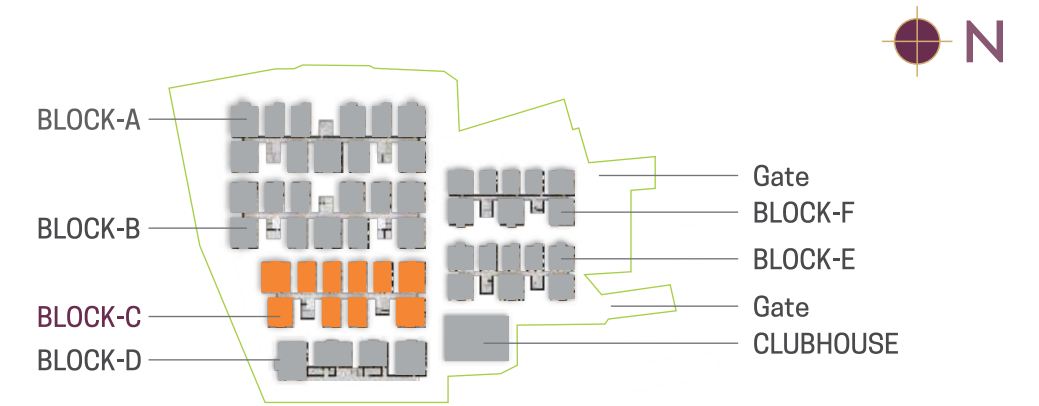 N
BLOCK-A
BLOCK-B
BLOCK-C
BLOCK-D
Gate
BLOCK-F
BLOCK-E
Gate
CLUBHOUSE